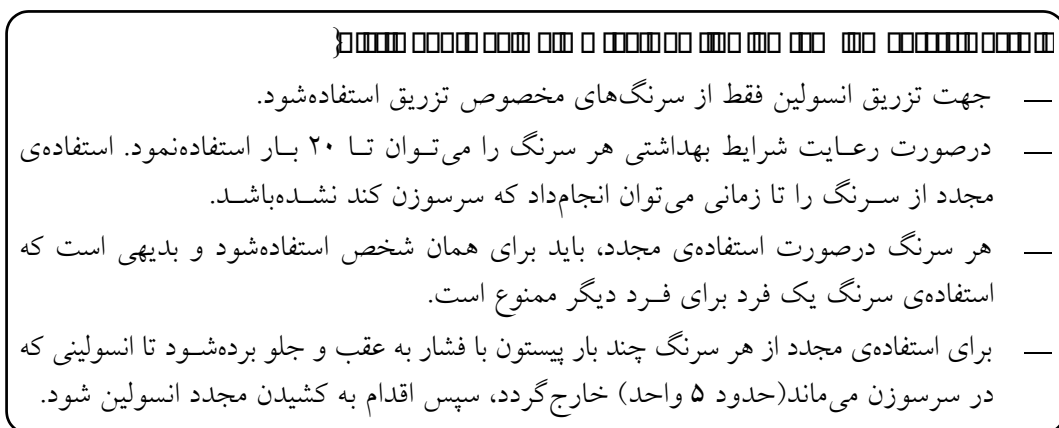 — جهت تزریق انسولین فقط از سرنگ‌های مخصوص تزریق استفاده‌شود.
— درصورت رعایت شرایط بهداشتی هر سرنگ را می‌توان تا ۲۰ بار استفاده‌نمود. استفاده‌ی
مجدد از سرنگ را تا زمانی می‌توان انجام‌داد که سرسوزن کند نشده‌باشد.
— هر سرنگ درصورت استفاده‌ی مجدد، باید برای همان شخص استفاده‌شود و بدیهی است که
استفاده‌ی سرنگ یک فرد برای فرد دیگر ممنوع است.
— برای استفاده‌ی مجدد از هر سرنگ چند بار پیستون با فشار به عقب و جلو برده‌شود تا انسولینی که
در سرسوزن می‌ماند(حدود ۵ واحد) خارج‌گردد، سپس اقدام به کشیدن مجدد انسولین شود.